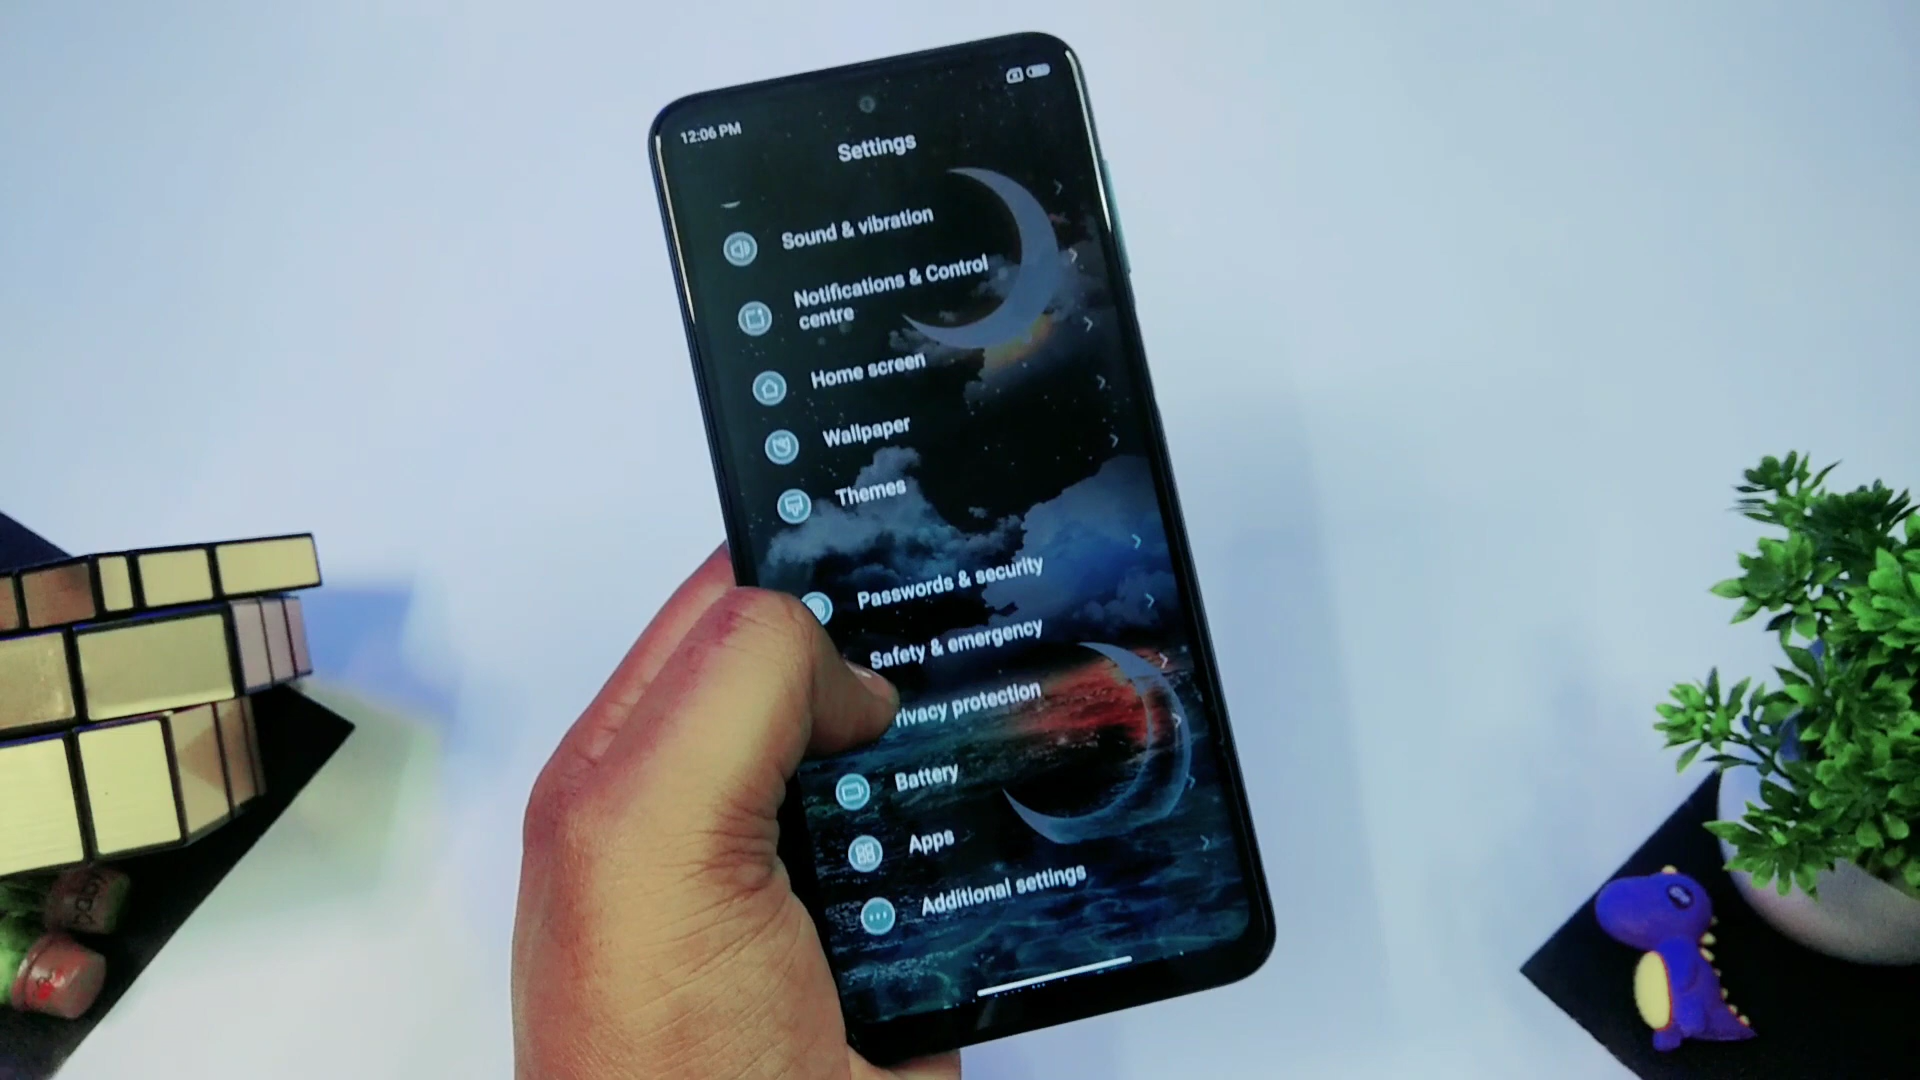 12:06 PM
Settings
Sound & vibration
Notifications & Control
centre
Home screen
Wallpaper
Themes
Passwords & security
Safety & emergency
rivacy protection
Battery
Apps
Additional settings